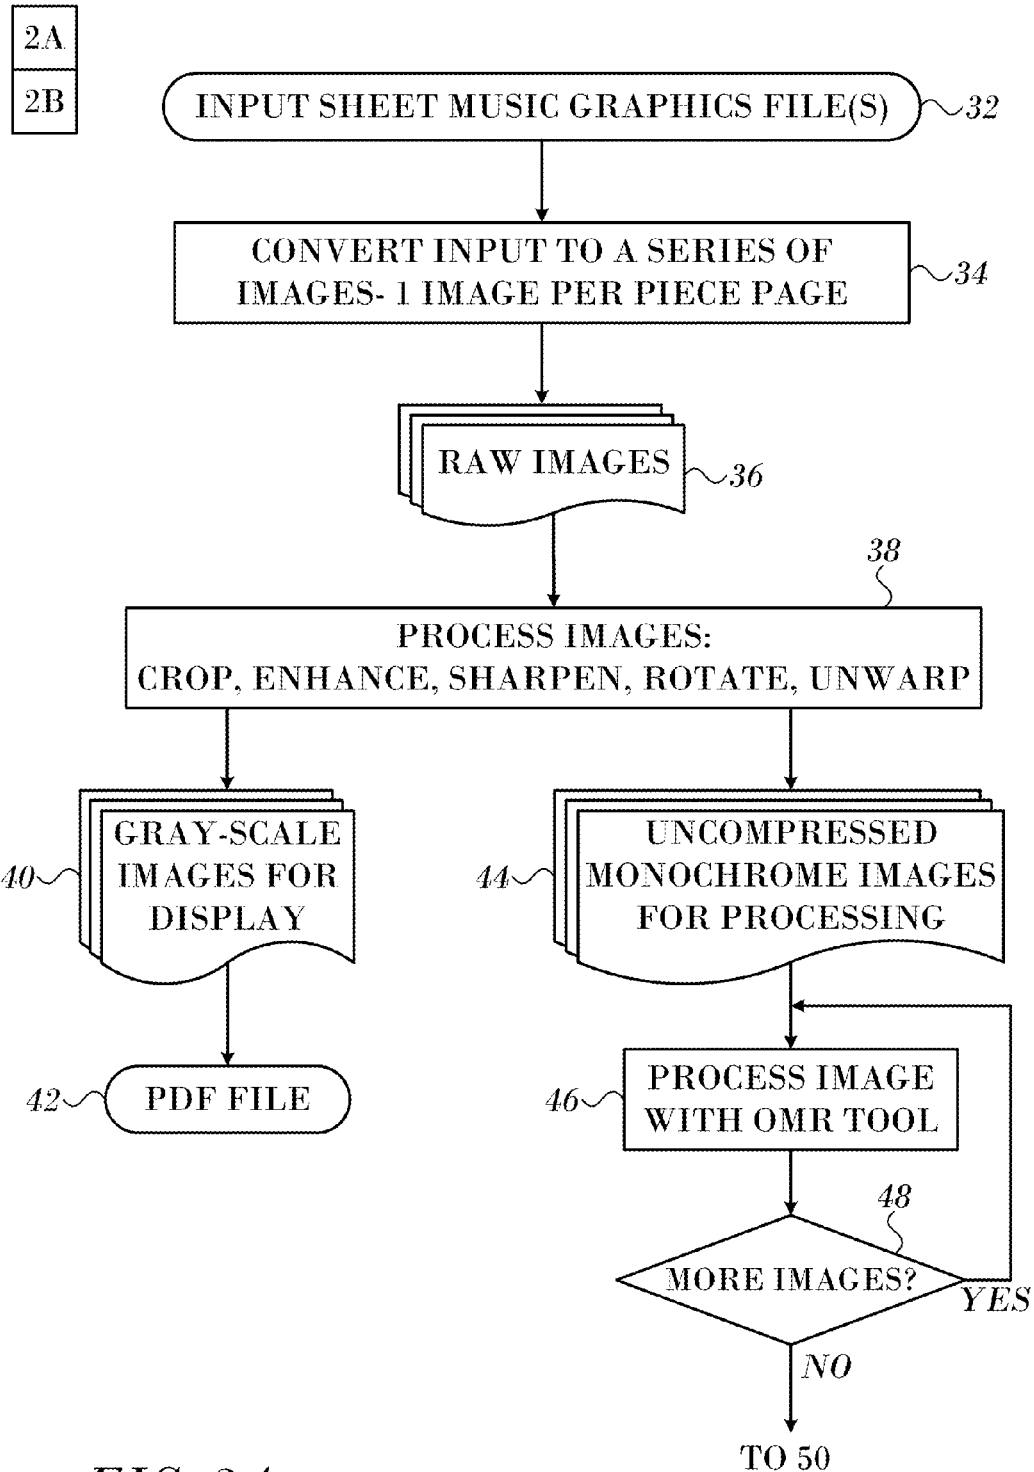 2A
2B
INPUT SHEET MUSIC GRAPHICS FILE(S)
32
CONVERT INPUT TO A SERIES OF
IMAGES- 1 IMAGE PER PIECE PAGE
34
RAW IMAGES
36
38
PROCESS IMAGES:
CROP, ENHANCE, SHARPEN, ROTATE, UNWARP
GRAY-SCALE
IMAGES FOR
DISPLAY
40
UNCOMPRESSED
MONOCHROME IMAGES
FOR PROCESSING
44
PDF FILE
42
PROCESS IMAGE
WITH OMR TOOL
46
48
MORE IMAGES?
YES
NO
TO 50